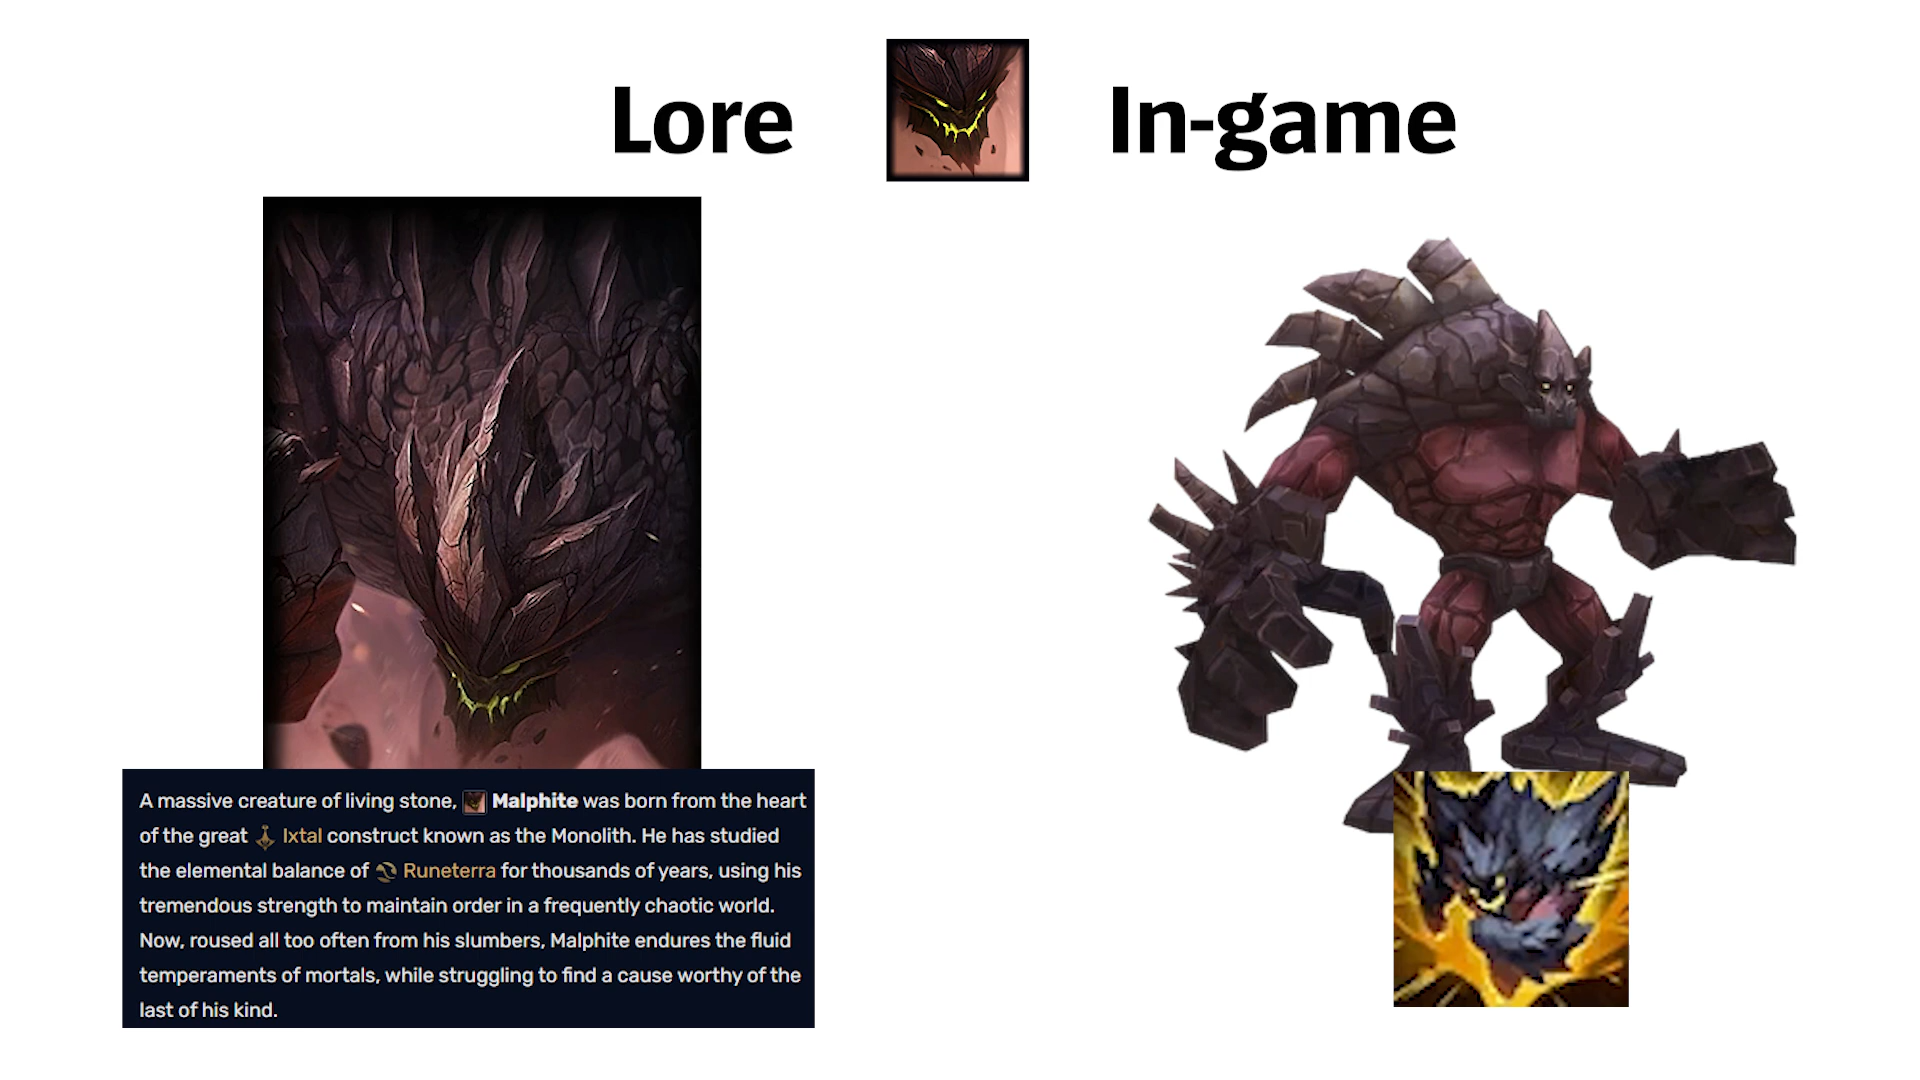 Lore
In-game
A massive creature of living stone, Malphite was born from the heart
of the great Ixtal construct known as the Monolith. He has studied
the elemental balance of Runeterra for thousands of years, using his
tremendous strength to maintain order in a frequently chaotic world.
Now, roused all too often from his slumbers, Malphite endures the fluid
temperaments of mortals, while struggling to find a cause worthy of the
last of his kind.